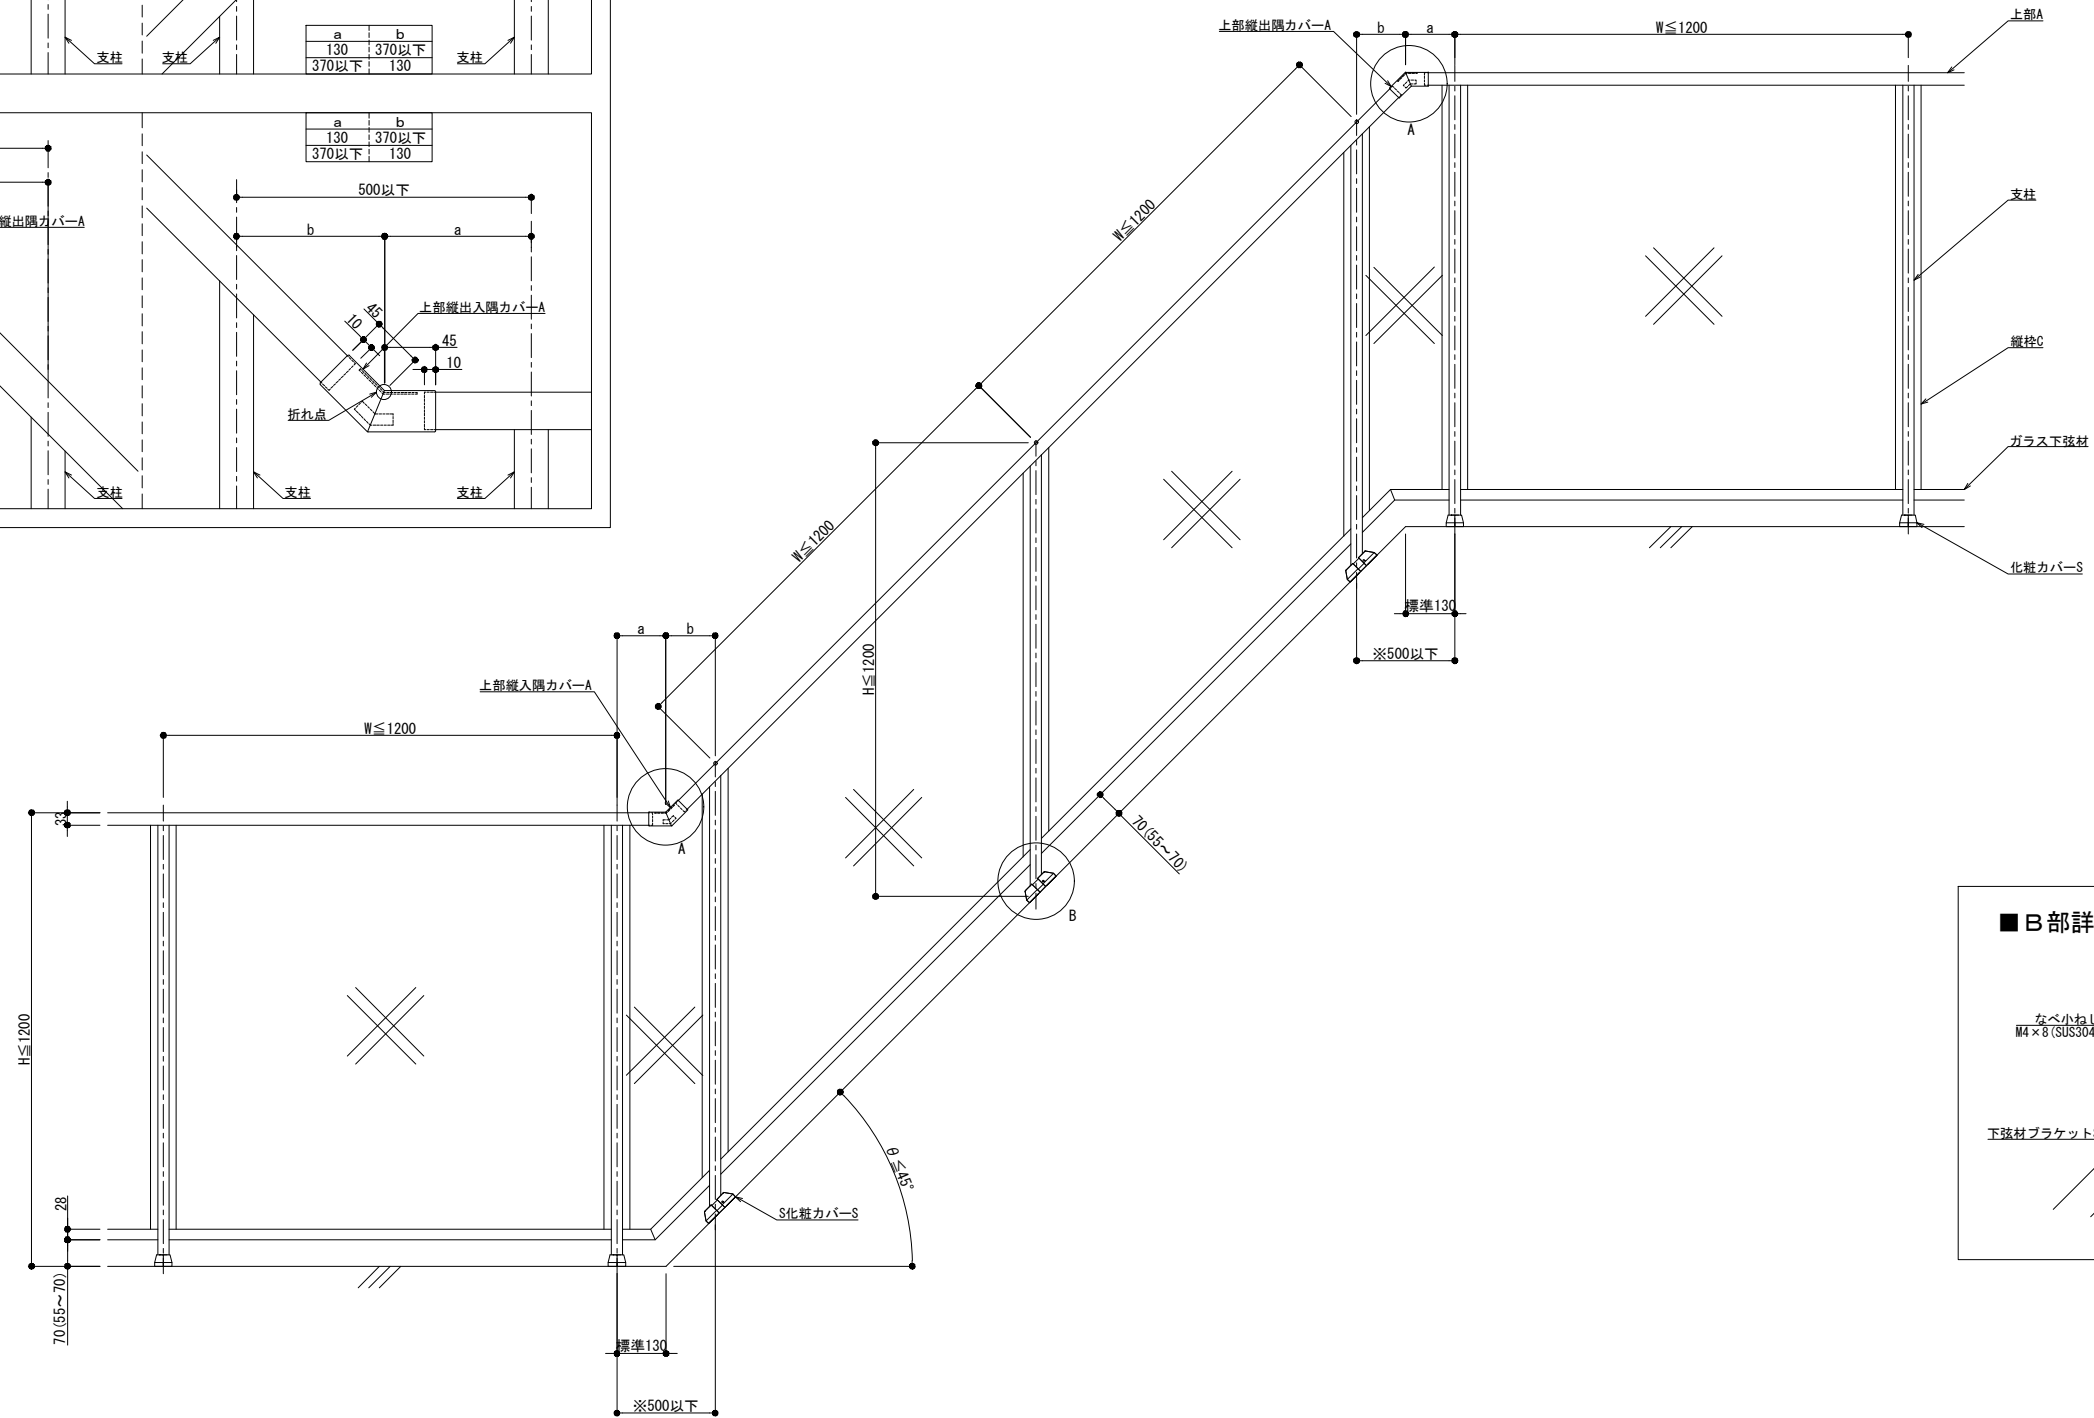 支柱
支柱
支柱
a b
130 370以下
370以下 130
a b
130 370以下
370以下 130
500以下
b
a
縦出隅カバーA
上部縦出入隅カバーA
45
10
45
10
折れ点
支柱
支柱
支柱
上部縦出隅カバーA
b
a
W≦1200
上部A
A
支柱
縦枠C
ガラス下弦材
化粧カバーS
標準130
※500以下
W≦1200
W≦1200
H≦1200
a
b
上部縦入隅カバーA
W≦1200
A
33
H≦1200
70(55~70)
B
θ≦45°
S化粧カバーS
28
70(55~70)
標準130
※500以下
■B部詳
なべ小ねじ
M4×8(SUS304
下弦材ブラケット